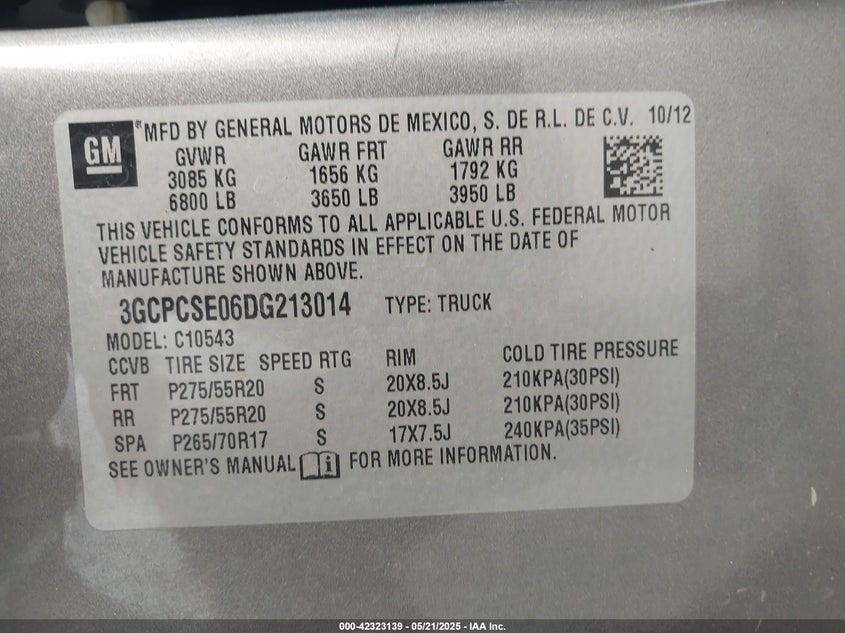 GM
MFD BY GENERAL MOTORS DE MEXICO, S. DE R.L. DE C.V. 10/12
GVWR GAWR FRT GAWR RR
3085 KG 1656 KG 1792 KG
6800 LB 3650 LB 3950 LB
THIS VEHICLE CONFORMS TO ALL APPLICABLE U.S. FEDERAL MOTOR
VEHICLE SAFETY STANDARDS IN EFFECT ON THE DATE OF
MANUFACTURE SHOWN ABOVE.
3GCPCSE06DG213014 TYPE: TRUCK
MODEL: C10543
CCVB TIRE SIZE SPEED RTG RIM COLD TIRE PRESSURE
FRT P275/55R20 S 20X8.5J 210KPA(30PSI)
RR P275/55R20 S 20X8.5J 210KPA(30PSI)
SPA P265/70R17 S 17X7.5J 240KPA(35PSI)
SEE OWNER'S MANUAL i FOR MORE INFORMATION.
000-42323139 - 05/21/2025 - IAA Inc.